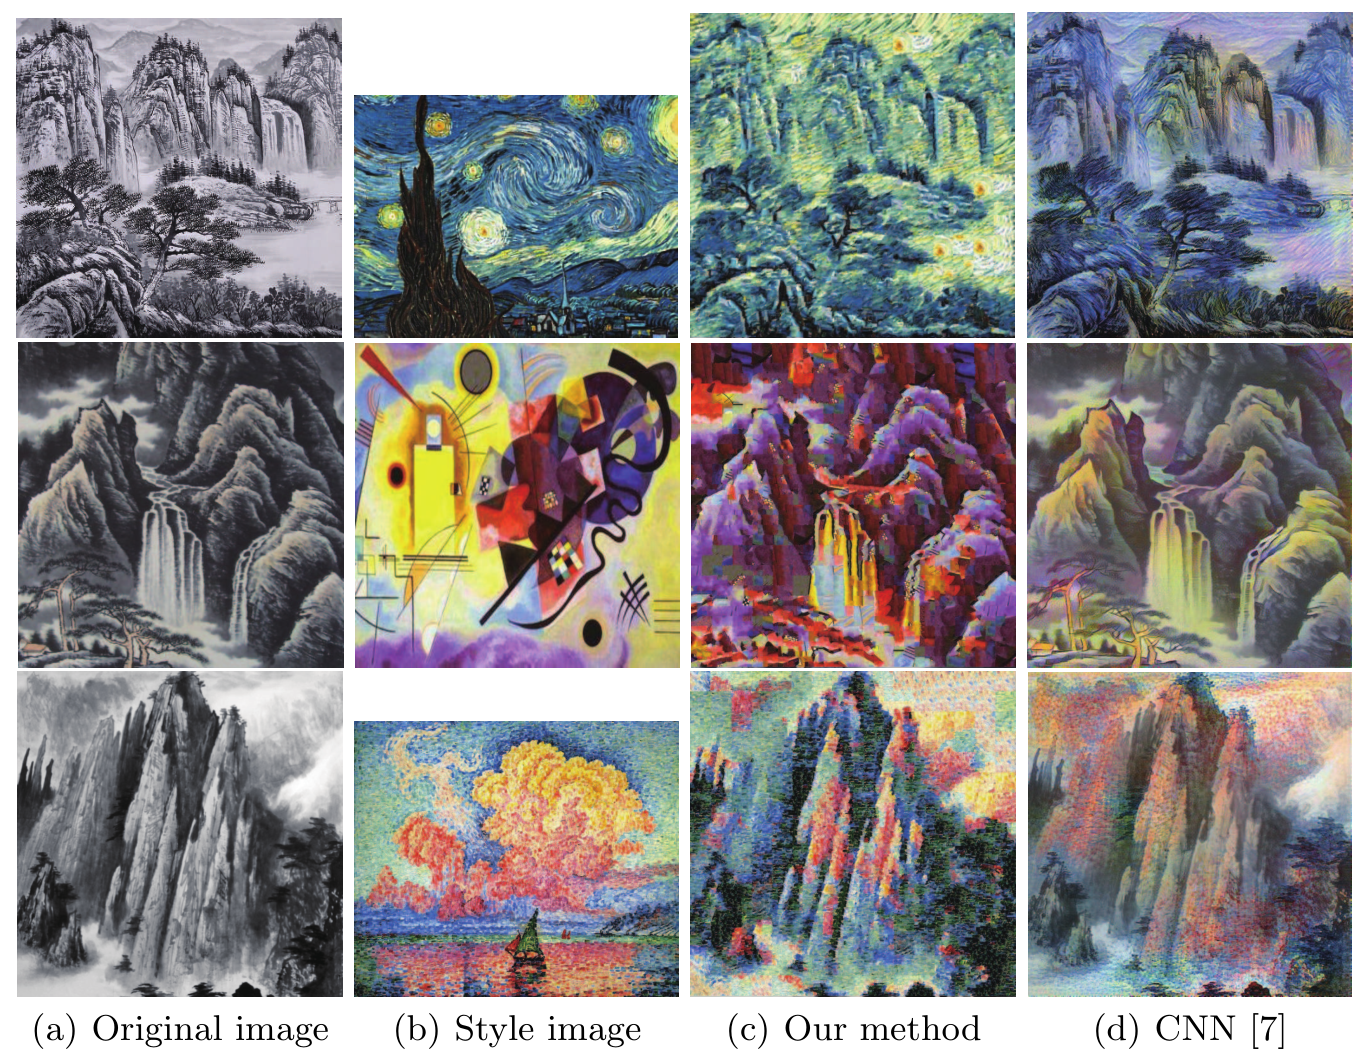 (a) Original image
(b) Style image
(c) Our method
(d) CNN [7]